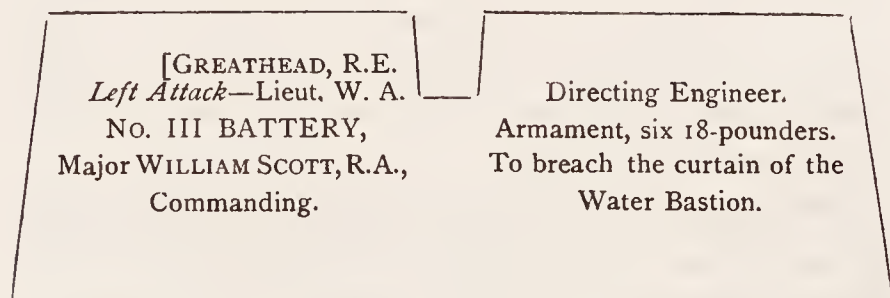 [GREATHEAD, R.E.
Left Attack—Lieut. W. A.
NO. III BATTERY,
Major WILLIAM SCOTT, R.A.,
Commanding.
Directing Engineer.
Armament, six 18-pounders.
To breach the curtain of the
Water Bastion.